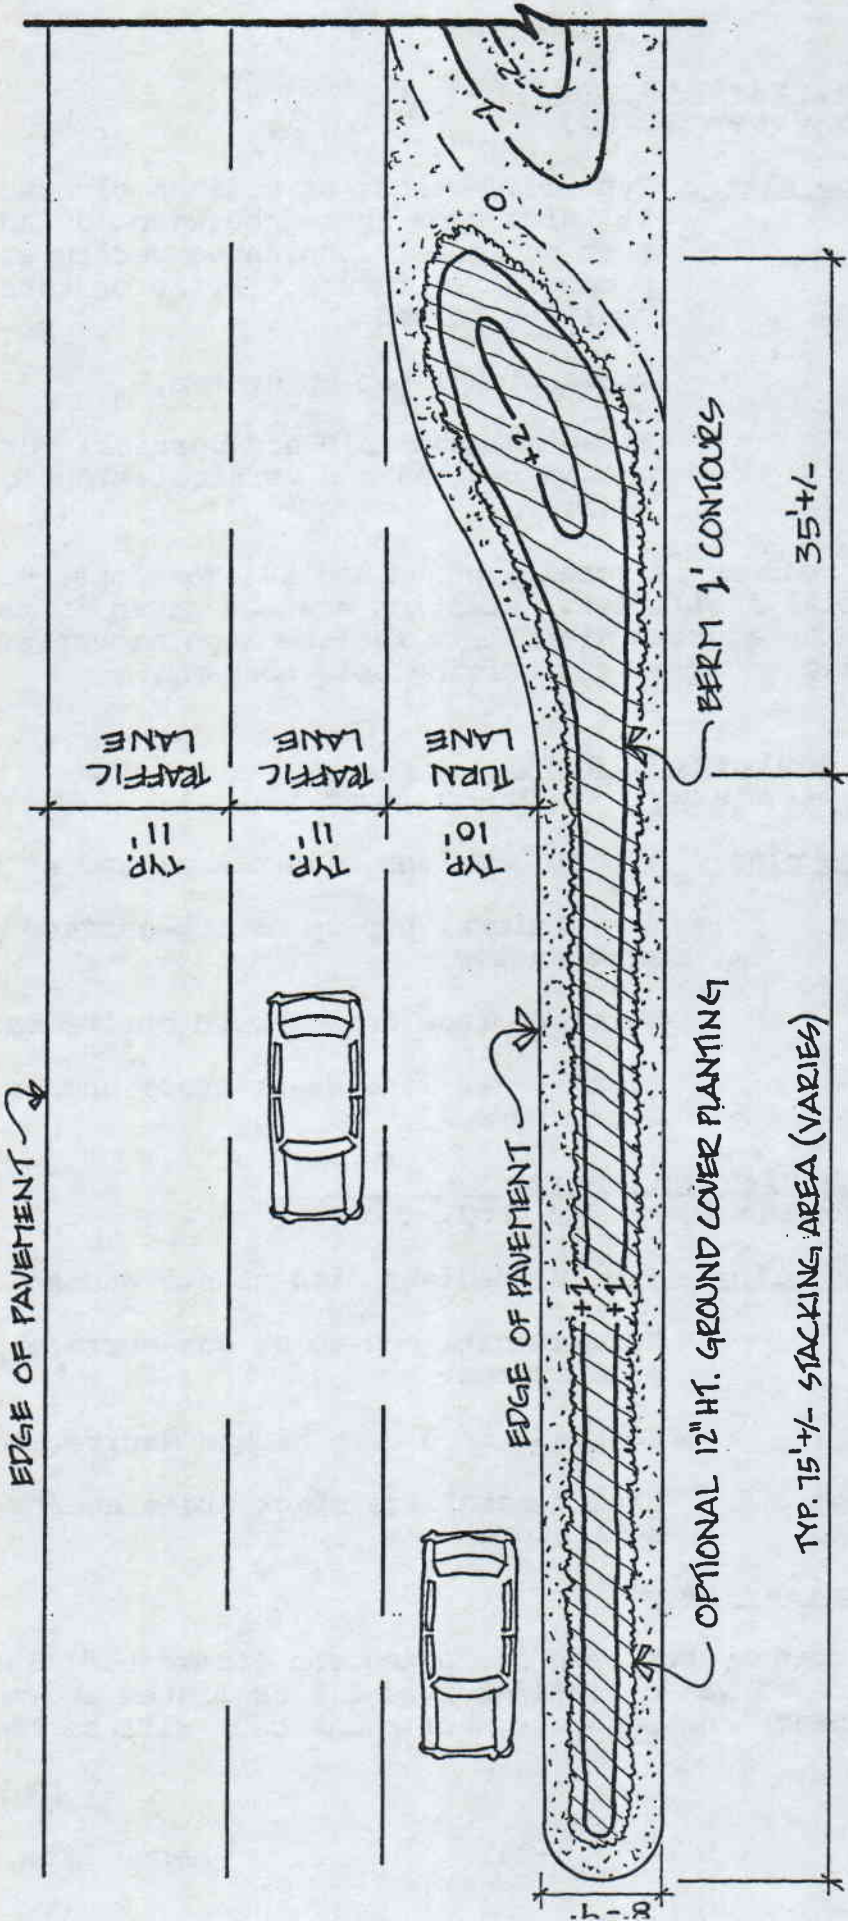 EDGE OF PAVEMENT
TRAFFIC
LANE
TYP.
11'
TRAFFIC
LANE
TYP.
11'
TURN
LANE
TYP.
10'
EDGE OF PAVEMENT
2
1
0
+2
+1
+1
BERM 1' CONTOURS
OPTIONAL 12" HT. GROUND COVER PLANTING
35'+/-
TYP. 75'+/- STACKING AREA (VARIES)